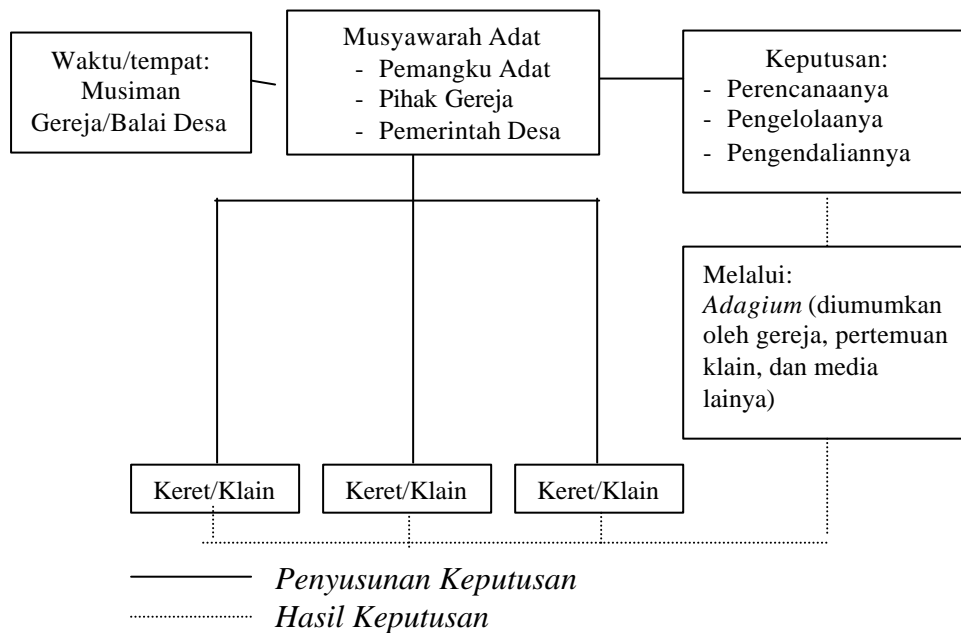 Waktu/tempat:
Musiman
Gereja/Balai Desa
Musyawarah Adat
- Pemangku Adat
- Pihak Gereja
- Pemerintah Desa
Keputusan:
- Perencanaanya
- Pengelolaanya
- Pengendaliannya
Melalui:
Adagium (diumumkan
oleh gereja, pertemuan
klain, dan media
lainya)
Keret/Klain
Keret/Klain
Keret/Klain
Penyusunan Keputusan
Hasil Keputusan